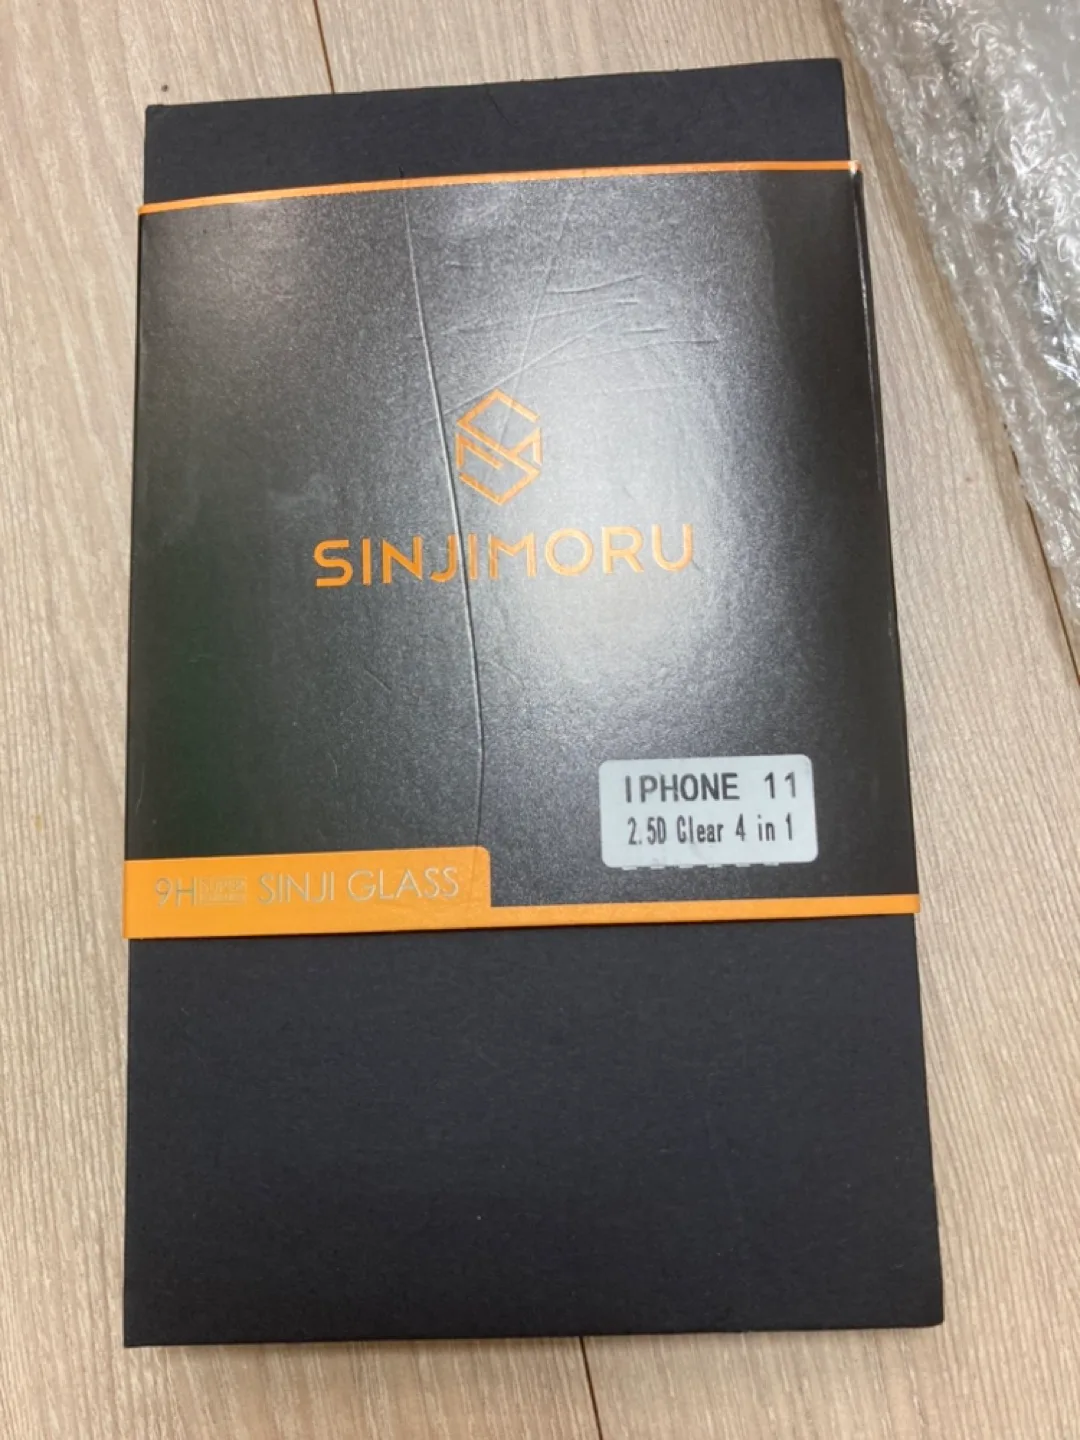 SINJIMORU
IPHONE 11
2.5D Clear 4 in 1
9H SINJI GLASS